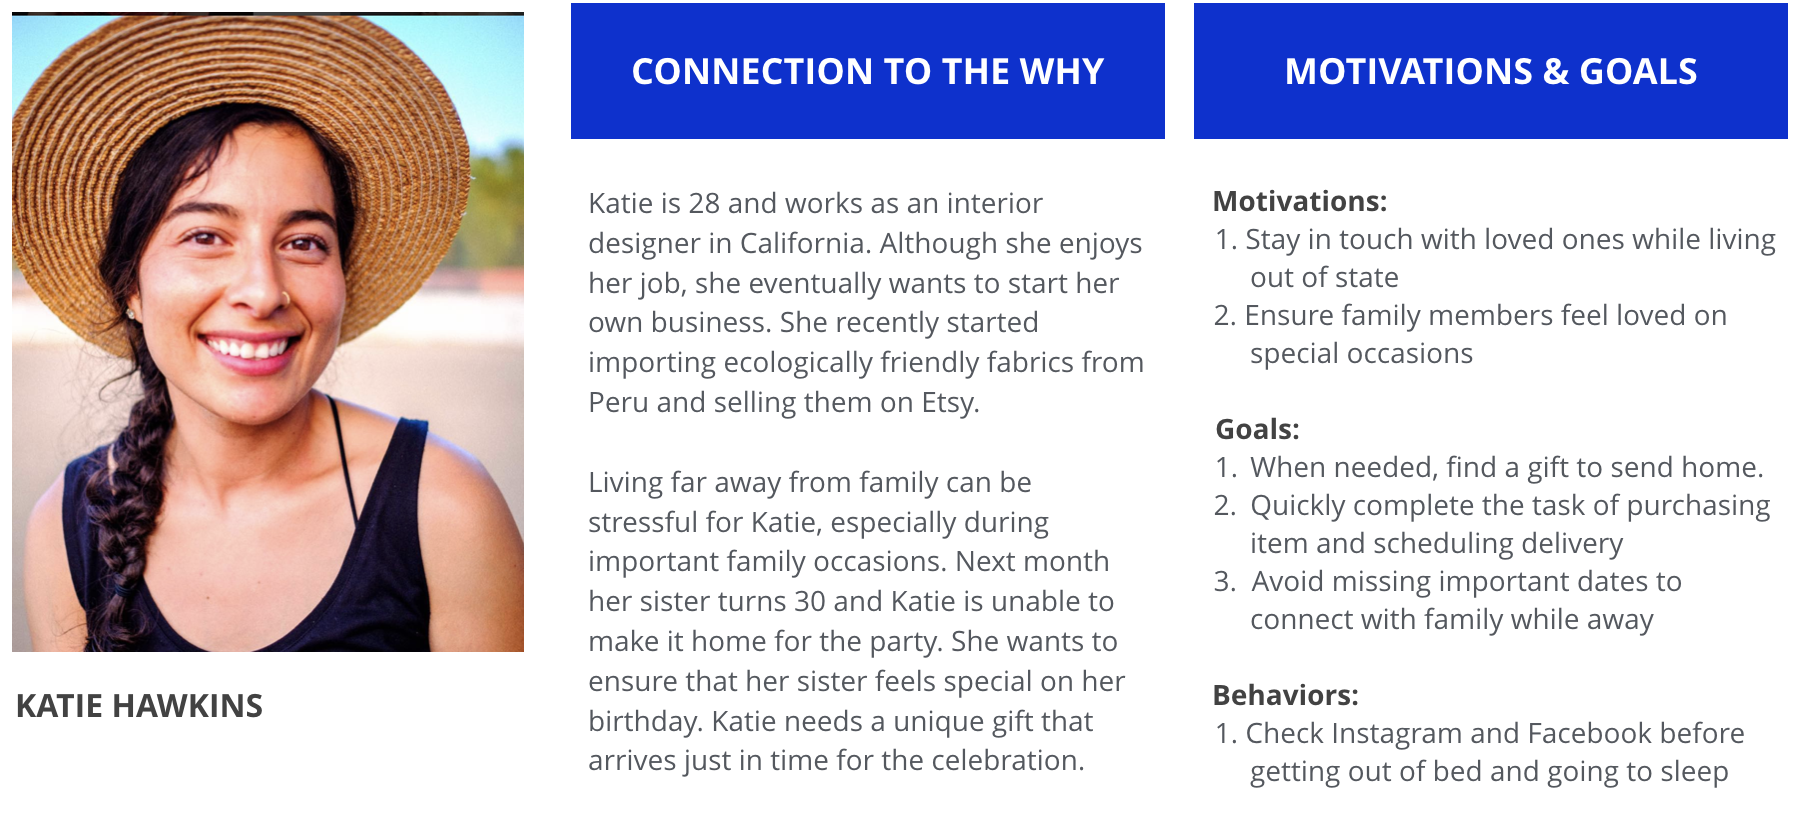 KATIE HAWKINS
CONNECTION TO THE WHY
Katie is 28 and works as an interior
designer in California. Although she enjoys
her job, she eventually wants to start her
own business. She recently started
importing ecologically friendly fabrics from
Peru and selling them on Etsy.
Living far away from family can be
stressful for Katie, especially during
important family occasions. Next month
her sister turns 30 and Katie is unable to
make it home for the party. She wants to
ensure that her sister feels special on her
birthday. Katie needs a unique gift that
arrives just in time for the celebration.
MOTIVATIONS & GOALS
Motivations:
1. Stay in touch with loved ones while living
out of state
2. Ensure family members feel loved on
special occasions
Goals:
1. When needed, find a gift to send home.
2. Quickly complete the task of purchasing
item and scheduling delivery
3. Avoid missing important dates to
connect with family while away
Behaviors:
1. Check Instagram and Facebook before
getting out of bed and going to sleep